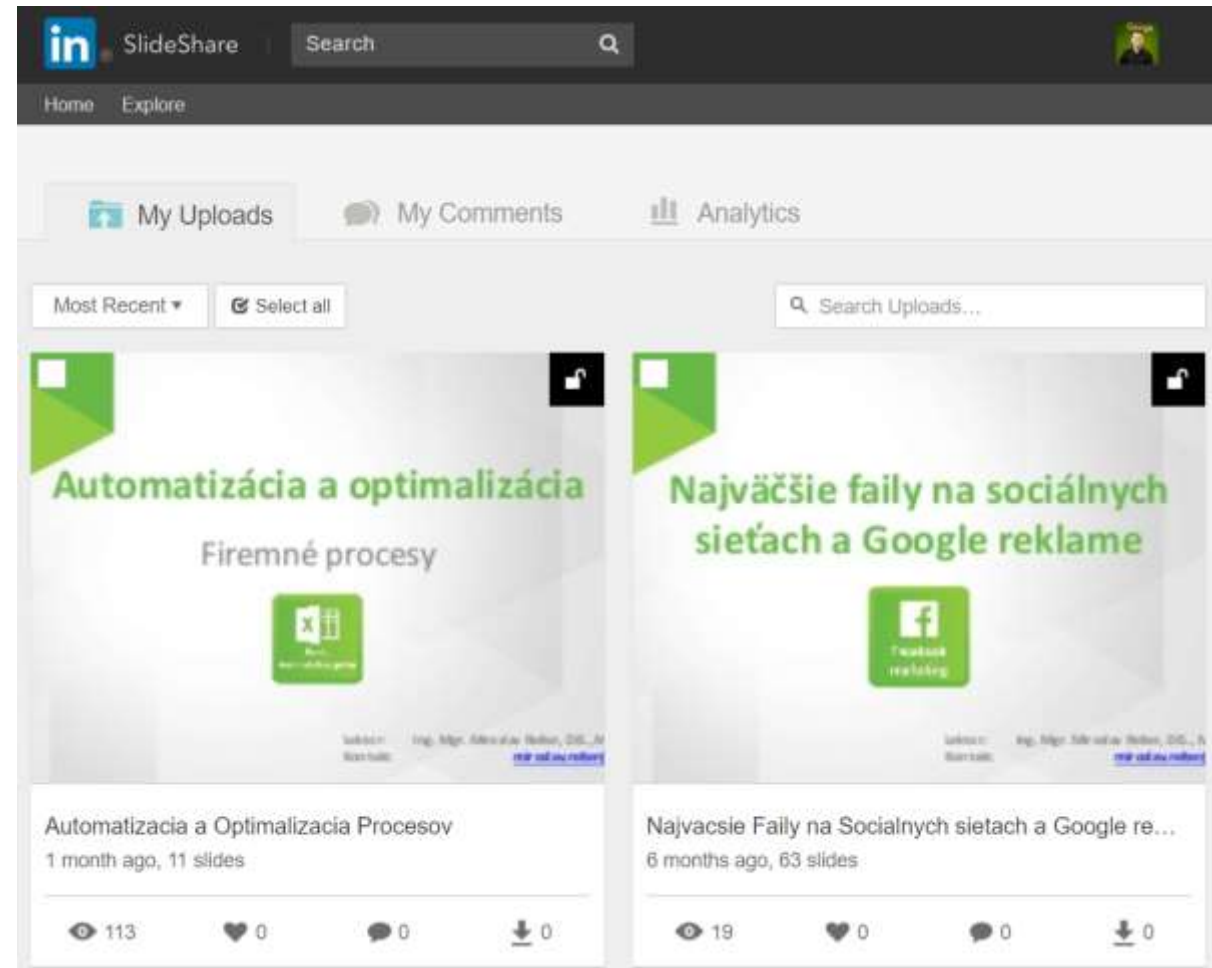 in SlideShare Search
Home Explore
My Uploads My Comments Analytics
Most Recent Select all Search Uploads...
Automatizácia a optimalizácia
Firemné procesy
Najväčšie faily na sociálnych
sieťach a Google reklame
Facebook
marketing
Automatizacia a Optimalizacia Procesov
1 month ago, 11 slides
113 0 0 0
Najvacsie Faily na Socialnych sietach a Google re...
6 months ago, 63 slides
19 0 0 0